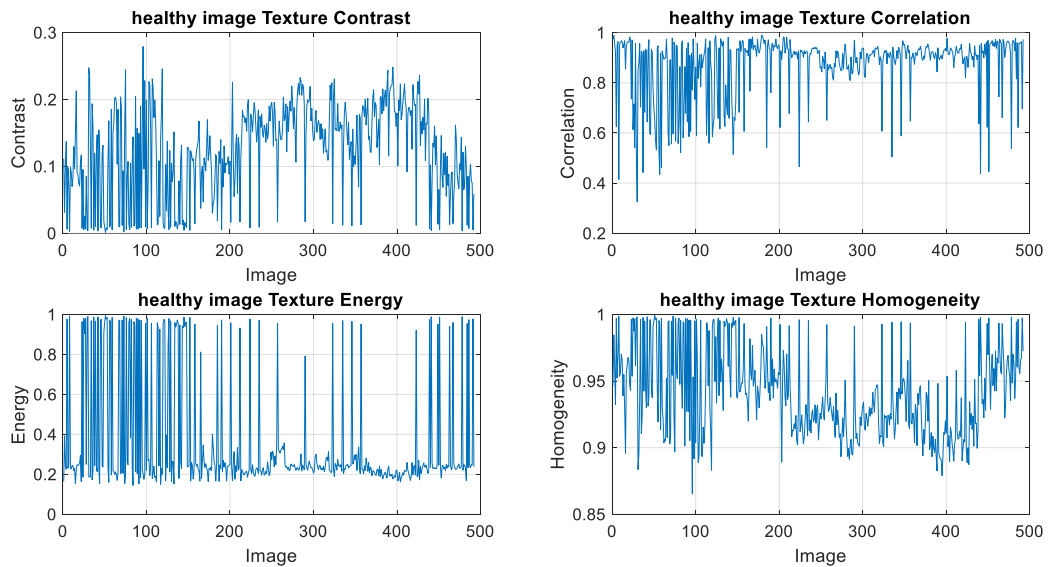 healthy image Texture Contrast
0.3
0.2
0.1
0
Contrast
0 100 200 300 400 500
Image
healthy image Texture Correlation
1
0.8
0.6
0.4
0.2
Correlation
0 100 200 300 400 500
Image
healthy image Texture Energy
1
0.8
0.6
0.4
0.2
0
Energy
0 100 200 300 400 500
Image
healthy image Texture Homogeneity
1
0.95
0.9
0.85
Homogeneity
0 100 200 300 400 500
Image